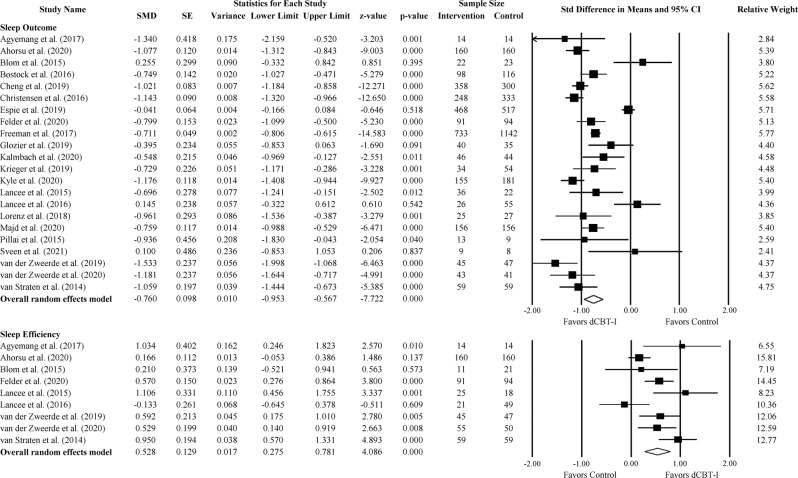 Study Name Statistics for Each Study Sample Size Std Difference in Means and 95% CI Relative Weight
SMD SE Variance Lower Limit Upper Limit z-value p-value Intervention Control
Sleep Outcome
Agyemang et al. (2017) -1.340 0.418 0.175 -2.159 -0.520 -3.203 0.001 14 14 2.84
Ahorsu et al. (2020) -1.077 0.120 0.014 -1.312 -0.843 -9.003 0.000 160 160 5.39
Blom et al. (2015) 0.255 0.299 0.090 -0.332 0.842 0.851 0.395 22 23 3.80
Bostock et al. (2016) -0.749 0.142 0.020 -1.027 -0.471 -5.279 0.000 98 116 5.22
Cheng et al. (2019) -1.021 0.083 0.007 -1.184 -0.858 -12.271 0.000 358 300 5.62
Christensen et al. (2016) -1.143 0.090 0.008 -1.320 -0.966 -12.650 0.000 248 333 5.58
Espie et al. (2019) -0.041 0.064 0.004 -0.166 0.084 -0.646 0.518 468 517 5.71
Felder et al. (2020) -0.799 0.153 0.023 -1.099 -0.500 -5.230 0.000 91 94 5.13
Freeman et al. (2017) -0.711 0.049 0.002 -0.806 -0.615 -14.583 0.000 733 1142 5.77
Glozier et al. (2019) -0.395 0.234 0.055 -0.853 0.063 -1.690 0.091 40 35 4.40
Kalmbach et al. (2020) -0.548 0.215 0.046 -0.969 -0.127 -2.551 0.011 46 44 4.58
Krieger et al. (2019) -0.729 0.226 0.051 -1.171 -0.286 -3.228 0.001 34 54 4.48
Kyle et al. (2020) -1.176 0.118 0.014 -1.408 -0.944 -9.927 0.000 155 181 5.40
Lancee et al. (2015) -0.696 0.278 0.077 -1.241 -0.151 -2.502 0.012 36 22 3.99
Lancee et al. (2016) 0.145 0.238 0.057 -0.322 0.612 0.610 0.542 26 55 4.36
Lorenz et al. (2018) -0.961 0.293 0.086 -1.536 -0.387 -3.279 0.001 25 27 3.85
Majd et al. (2020) -0.759 0.117 0.014 -0.988 -0.529 -6.471 0.000 156 156 5.40
Pillai et al. (2015) -0.936 0.456 0.208 -1.830 -0.043 -2.054 0.040 13 9 2.59
Sveen et al. (2021) 0.100 0.486 0.236 -0.853 1.053 0.206 0.837 9 8 2.41
van der Zweerde et al. (2019) -1.533 0.237 0.056 -1.998 -1.068 -6.463 0.000 45 47 4.37
van der Zweerde et al. (2020) -1.181 0.237 0.056 -1.644 -0.717 -4.991 0.000 43 41 4.37
van Straten et al. (2014) -1.059 0.197 0.039 -1.444 -0.673 -5.385 0.000 59 59 4.75
Overall random effects model -0.760 0.098 0.010 -0.953 -0.567 -7.722 0.000
-2.00 -1.00 0.00 1.00 2.00
Favors dCBT-I Favors Control
Sleep Efficiency
Agyemang et al. (2017) 1.034 0.402 0.162 0.246 1.823 2.570 0.010 14 14 6.55
Ahorsu et al. (2020) 0.166 0.112 0.013 -0.053 0.386 1.486 0.137 160 160 15.81
Blom et al. (2015) 0.210 0.373 0.139 -0.521 0.941 0.563 0.573 11 21 7.19
Felder et al. (2020) 0.570 0.150 0.023 0.276 0.864 3.800 0.000 91 94 14.45
Lancee et al. (2015) 1.106 0.331 0.110 0.456 1.755 3.337 0.001 25 18 8.23
Lancee et al. (2016) -0.133 0.261 0.068 -0.645 0.378 -0.511 0.609 21 49 10.36
van der Zweerde et al. (2019) 0.592 0.213 0.045 0.175 1.010 2.780 0.005 45 47 12.06
van der Zweerde et al. (2020) 0.529 0.199 0.040 0.140 0.919 2.663 0.008 55 50 12.59
van Straten et al. (2014) 0.950 0.194 0.038 0.570 1.331 4.893 0.000 59 59 12.77
Overall random effects model 0.528 0.129 0.017 0.275 0.781 4.086 0.000
-2.00 -1.00 0.00 1.00 2.00
Favors Control Favors dCBT-I